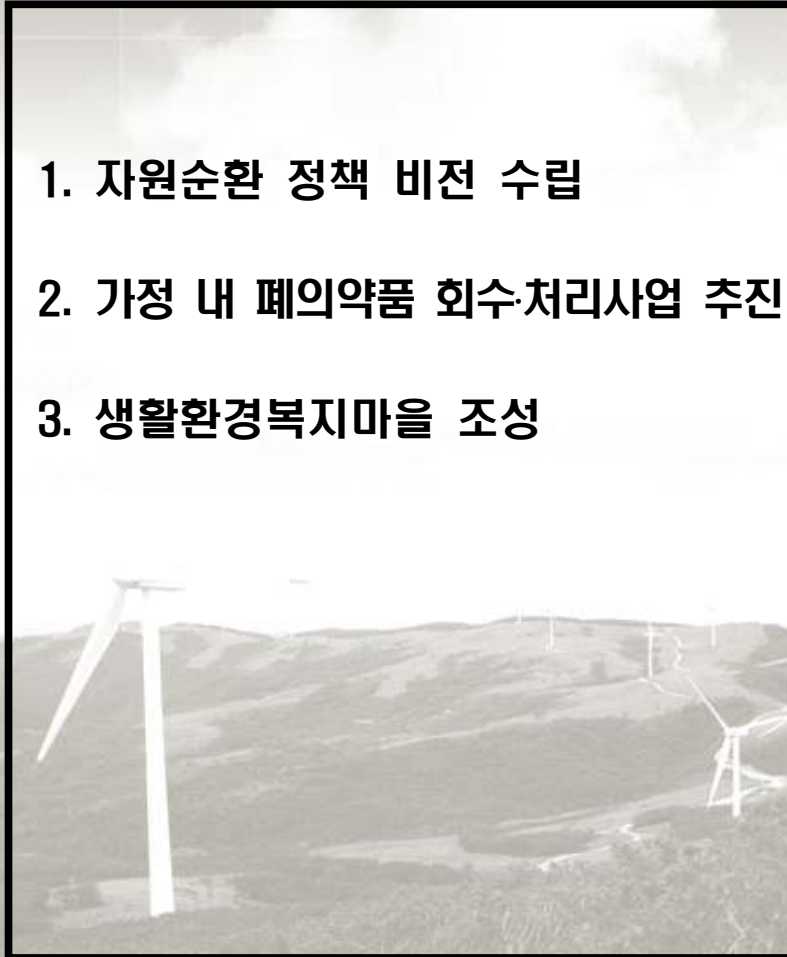 1. 자원순환 정책 비전 수립
2. 가정 내 폐의약품 회수·처리사업 추진
3. 생활환경복지마을 조성